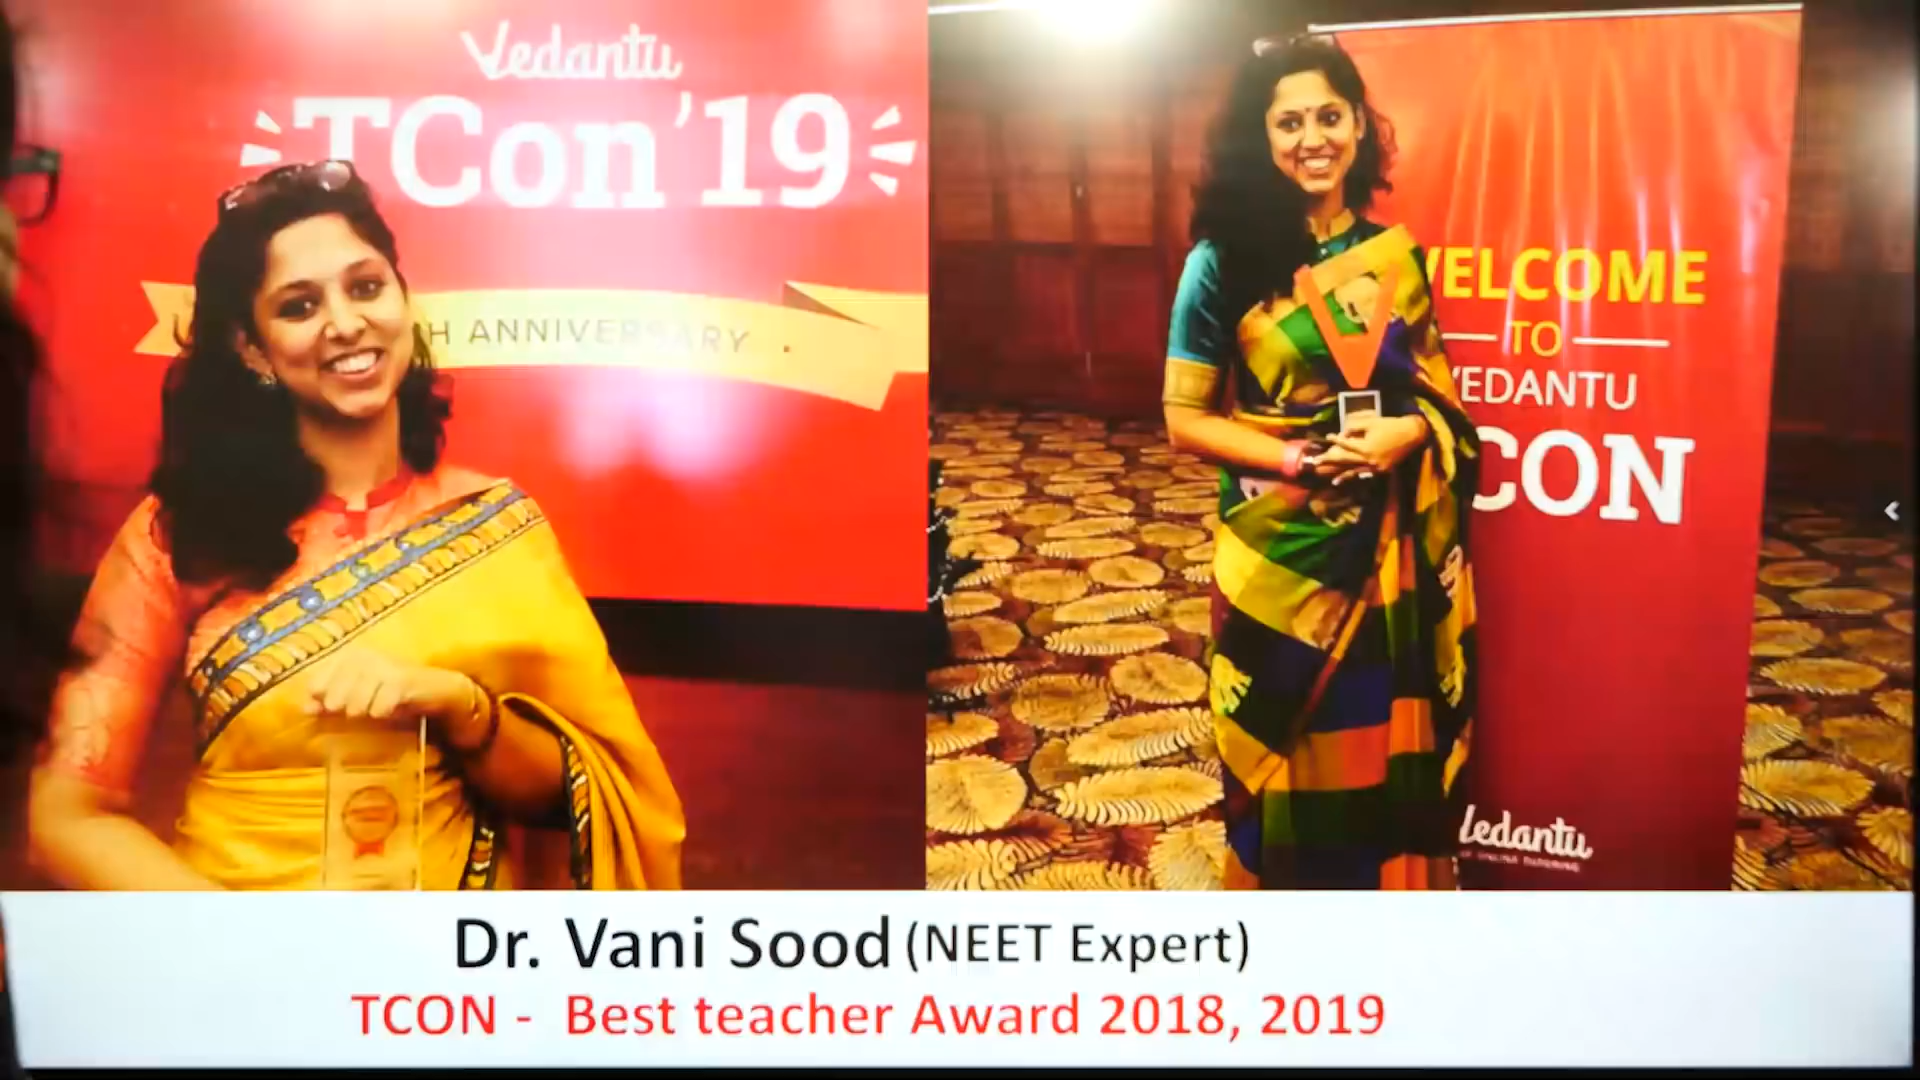 Vedantu
TCon'19
H ANNIVERSARY
WELCOME
TO
VEDANTU
CON
Vedantu
Dr. Vani Sood (NEET Expert)
TCON - Best teacher Award 2018, 2019